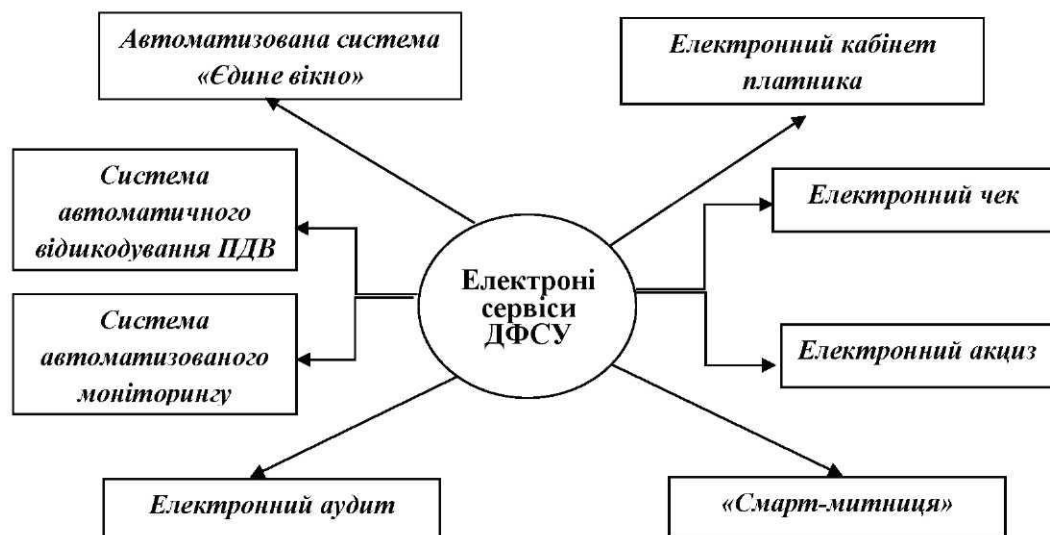 Автоматизована система
«Єдине вікно»
Електронний кабінет
платника
Система
автоматичного
відшкодування ПДВ
Електронний чек
Електроні
сервіси
ДФСУ
Система
автоматизованого
моніторингу
Електронний акциз
Електронний аудит
«Смарт-митниця»